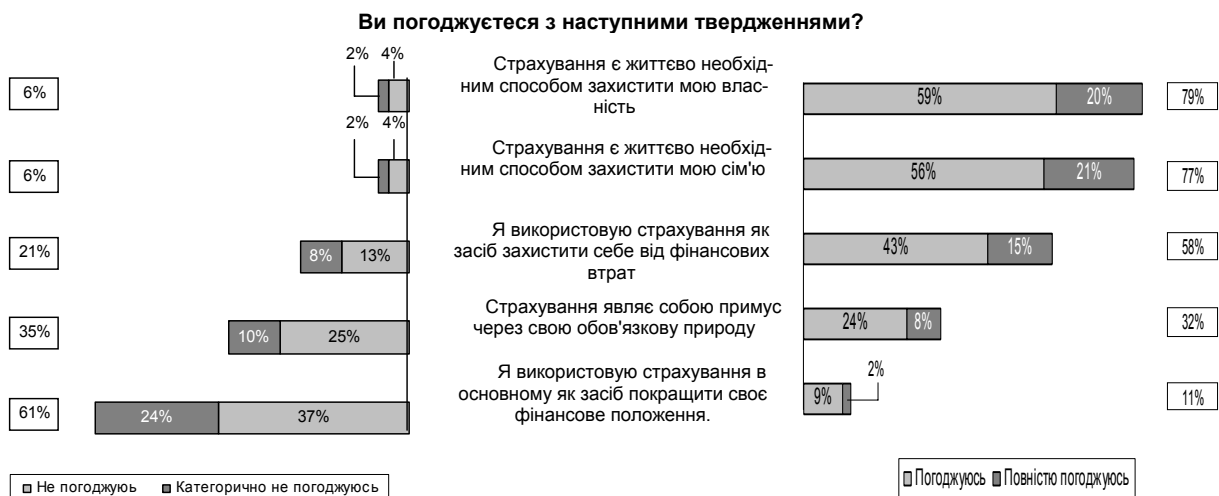 Ви погоджуєтеся з наступними твердженнями?
2% 4%
Страхування є життєво необхід-
ним способом захистити мою влас-
ність
6%
59%
20%
79%
2% 4%
Страхування є життєво необхід-
ним способом захистити мою сім'ю
6%
56%
21%
77%
Я використовую страхування як
засіб захистити себе від фінансових
втрат
21%
8%
13%
43%
15%
58%
Страхування являє собою примус
через свою обов'язкову природу
35%
10%
25%
24%
8%
32%
Я використовую страхування в
основному як засіб покращити своє
фінансове положення.
61%
24%
37%
9%
2%
11%
Не погоджуюь
Категорично не погоджуюсь
Погоджуюсь
Повністю погоджуюсь